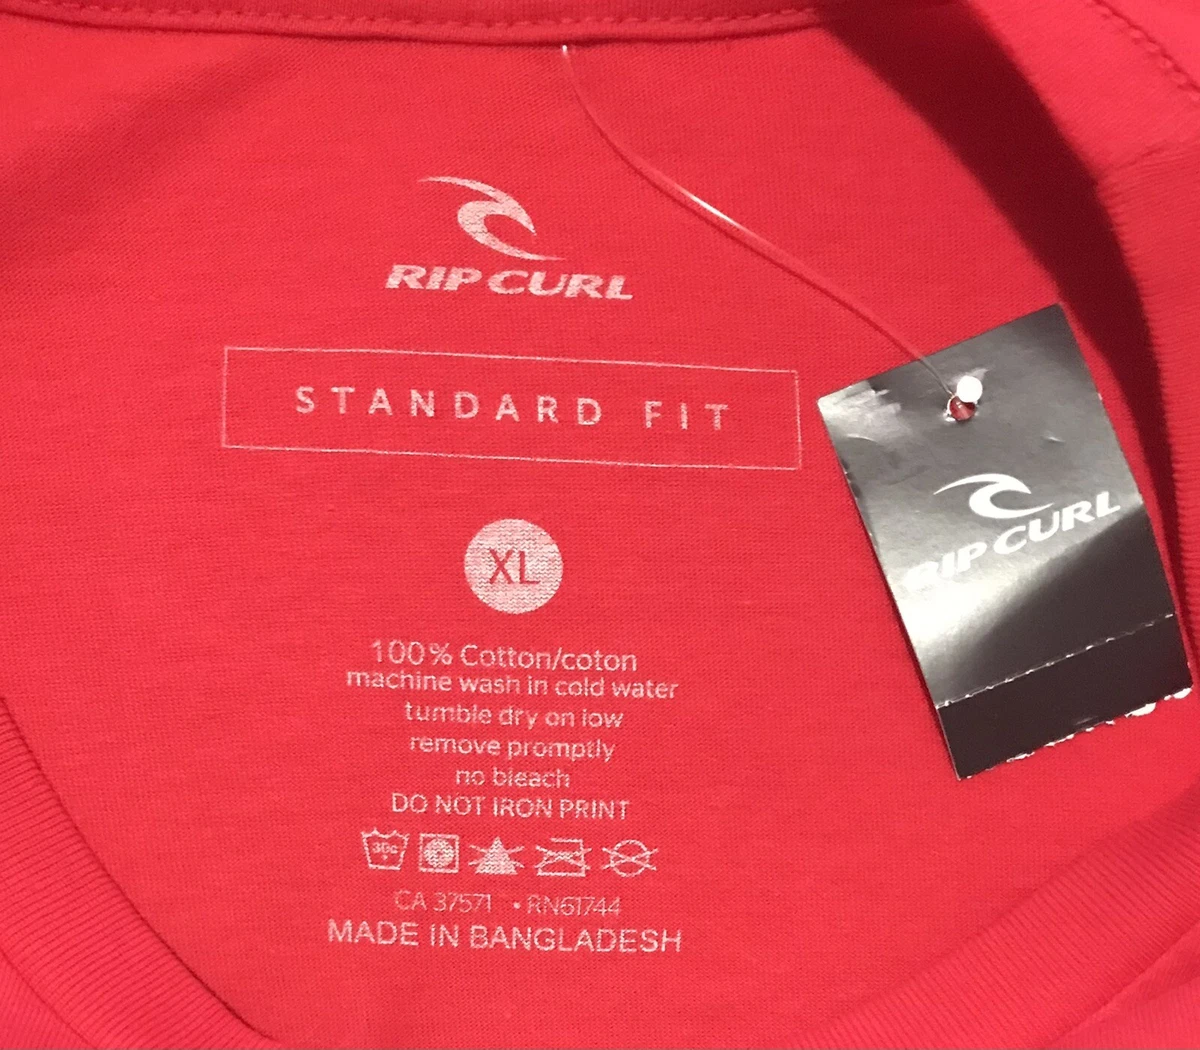 RIP CURL
STANDARD FIT
XL
100% Cotton/coton
machine wash in cold water
tumble dry on low
remove promptly
no bleach
DO NOT IRON PRINT
30c
CA 37571 • RN61744
MADE IN BANGLADESH
RIP CURL